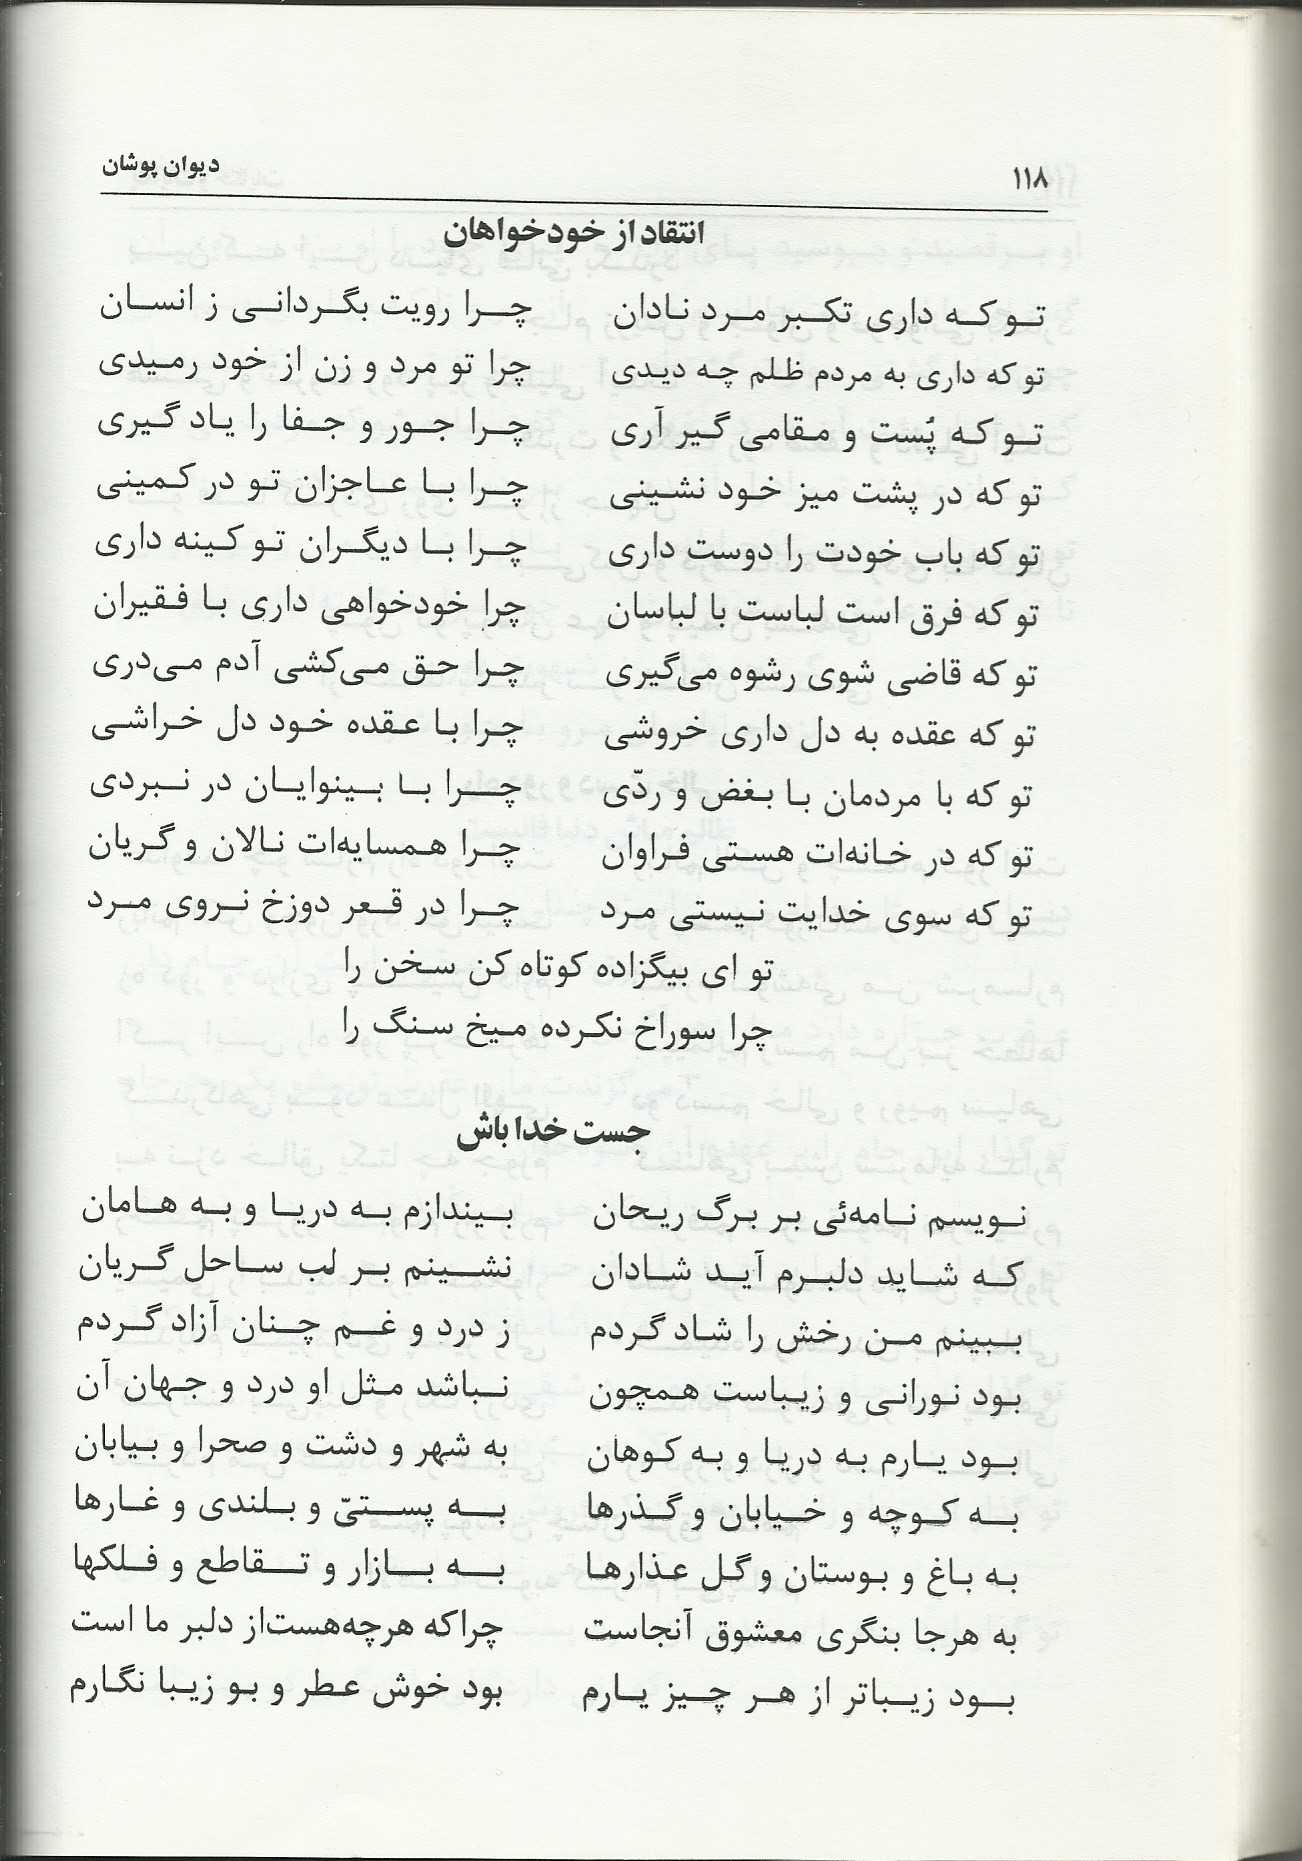 ۱۱۸ دیوان پوشان
انتقاد از خودخواهان
تو که داری تکبر مرد نادان چرا رویت بگردانی ز انسان
تو که داری به مردم ظلم چه دیدی چرا تو مرد و زن از خود رمیدی
تو که پُست و مقامی گیر آری چرا جور و جفا را یاد گیری
تو که در پشت میز خود نشینی چرا با عاجزان تو در کمینی
تو که باب خودت را دوست داری چرا با دیگران تو کینه داری
تو که فرق است لباست با لباسان چرا خودخواهی داری با فقیران
تو که قاضی شوی رشوه می‌گیری چرا حق می‌کشی آدم می‌دری
تو که عقده به دل داری خروشی چرا با عقده خود دل خراشی
تو که با مردمان با بغض و ردّی چرا با بینوایان در نبردی
تو که در خانه‌ات هستی فراوان چرا همسایه‌ات نالان و گریان
تو که سوی خدایت نیستی مرد چرا در قعر دوزخ نروی مرد
تو ای بیگزاده کوتاه کن سخن را
چرا سوراخ نکرده میخ سنگ را
جست خدا باش
نویسم نامه‌ئی بر برگ ریحان بیندازم به دریا و به هامان
که شاید دلبرم آید شادان نشینم بر لب ساحل گریان
ببینم من رخش را شاد گردم ز درد و غم چنان آزاد گردم
بود نورانی و زیباست همچون نباشد مثل او درد و جهان آن
بود یارم به دریا و به کوهان به شهر و دشت و صحرا و بیابان
به کوچه و خیابان و گذرها به پستیّ و بلندی و غارها
به باغ و بوستان و گل عذارها به بازار و تقاطع و فلکها
به هرجا بنگری معشوق آنجاست چراکه هرچه‌هست‌از دلبر ما است
بود زیباتر از هر چیز یارم بود خوش عطر و بو زیبا نگارم